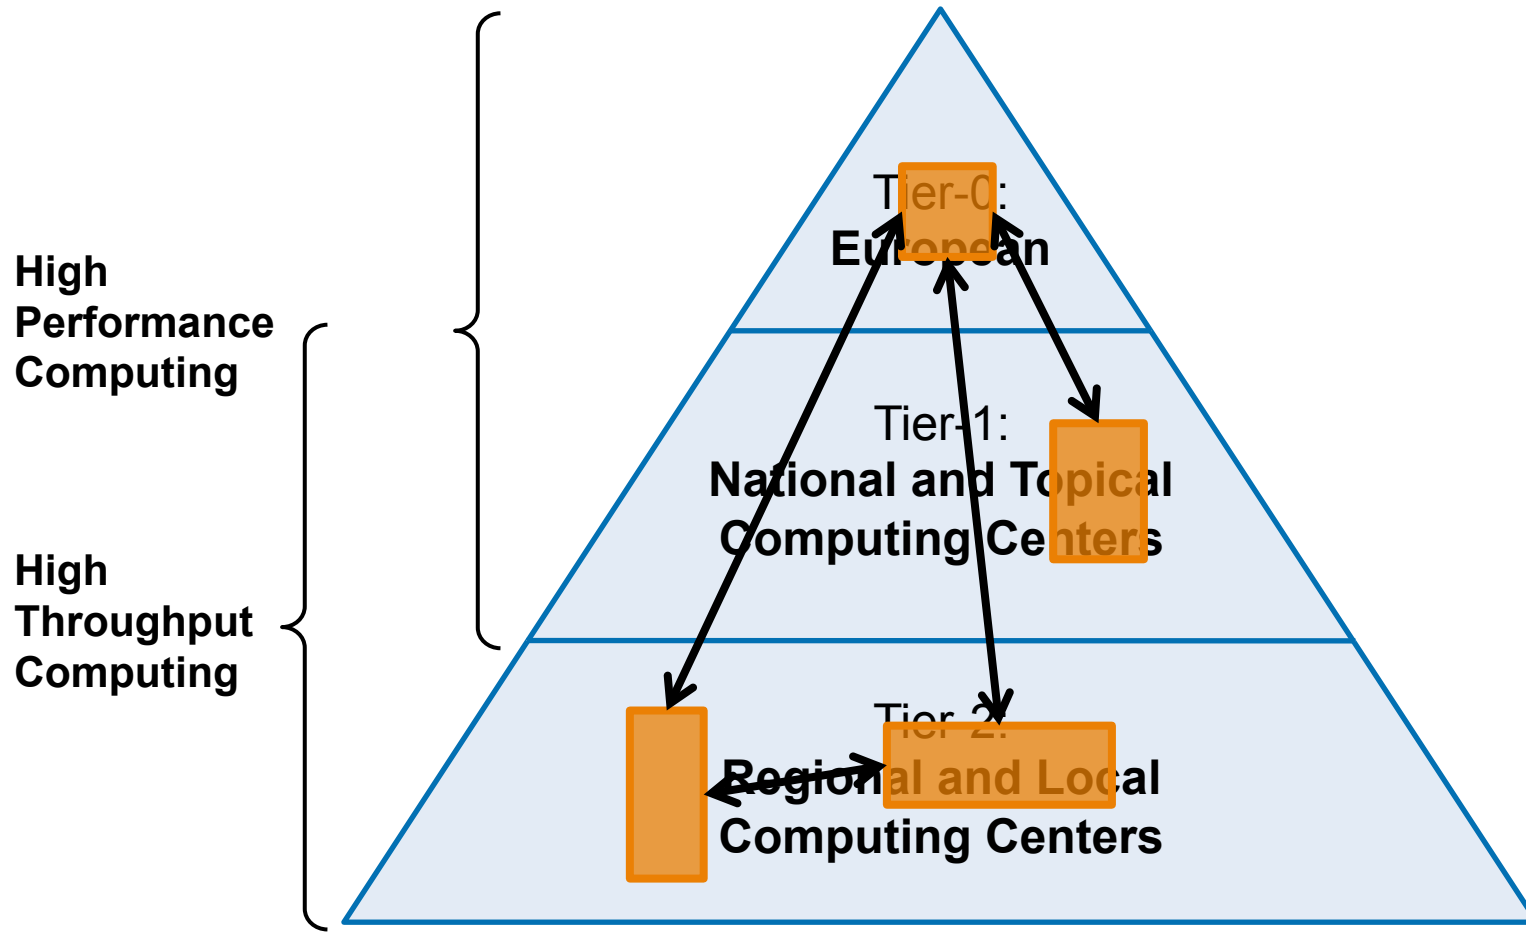 High
Performance
Computing
High
Throughput
Computing
Tier-0:
European
Tier-1:
National and Topical
Computing Centers
Tier-2:
Regional and Local
Computing Centers